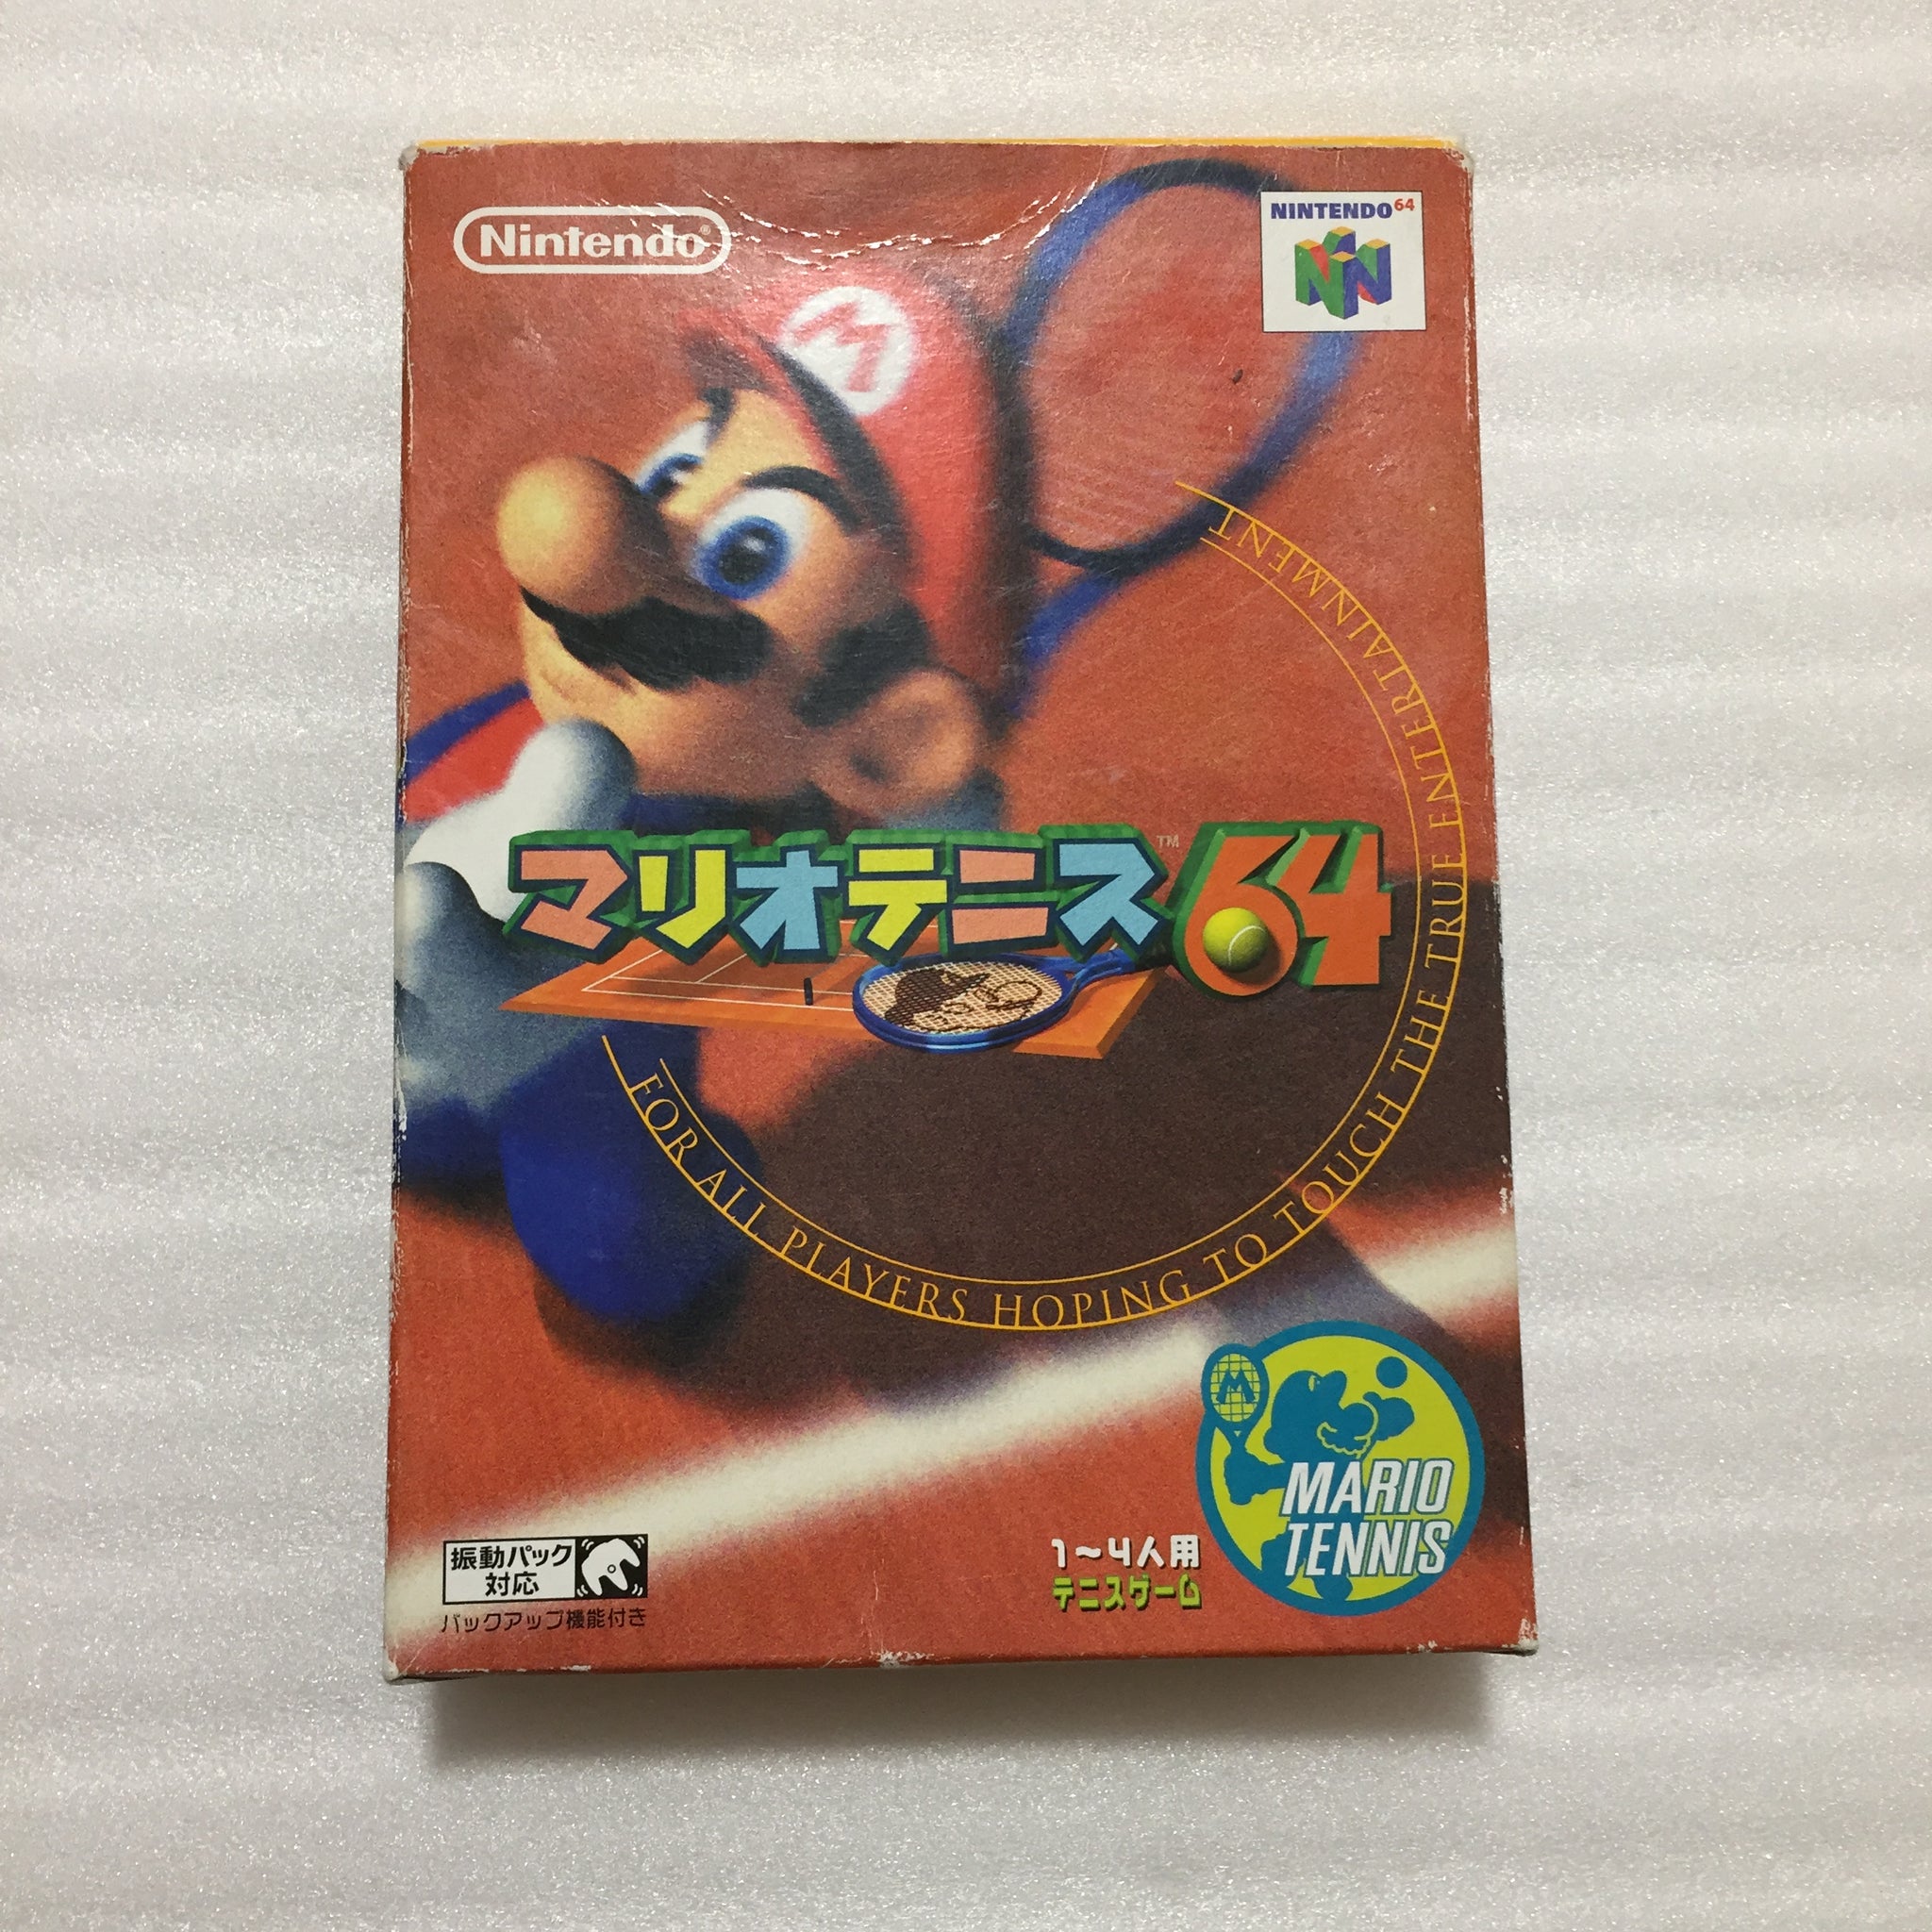 Nintendo®
NINTENDO64
M
マリオテニス™64
FOR ALL PLAYERS HOPING TO TOUCH THE TRUE ENTERTAINMENT
M
MARIO
TENNIS
振動パック
対応
バックアップ機能付き
1～4人用
テニスゲーム